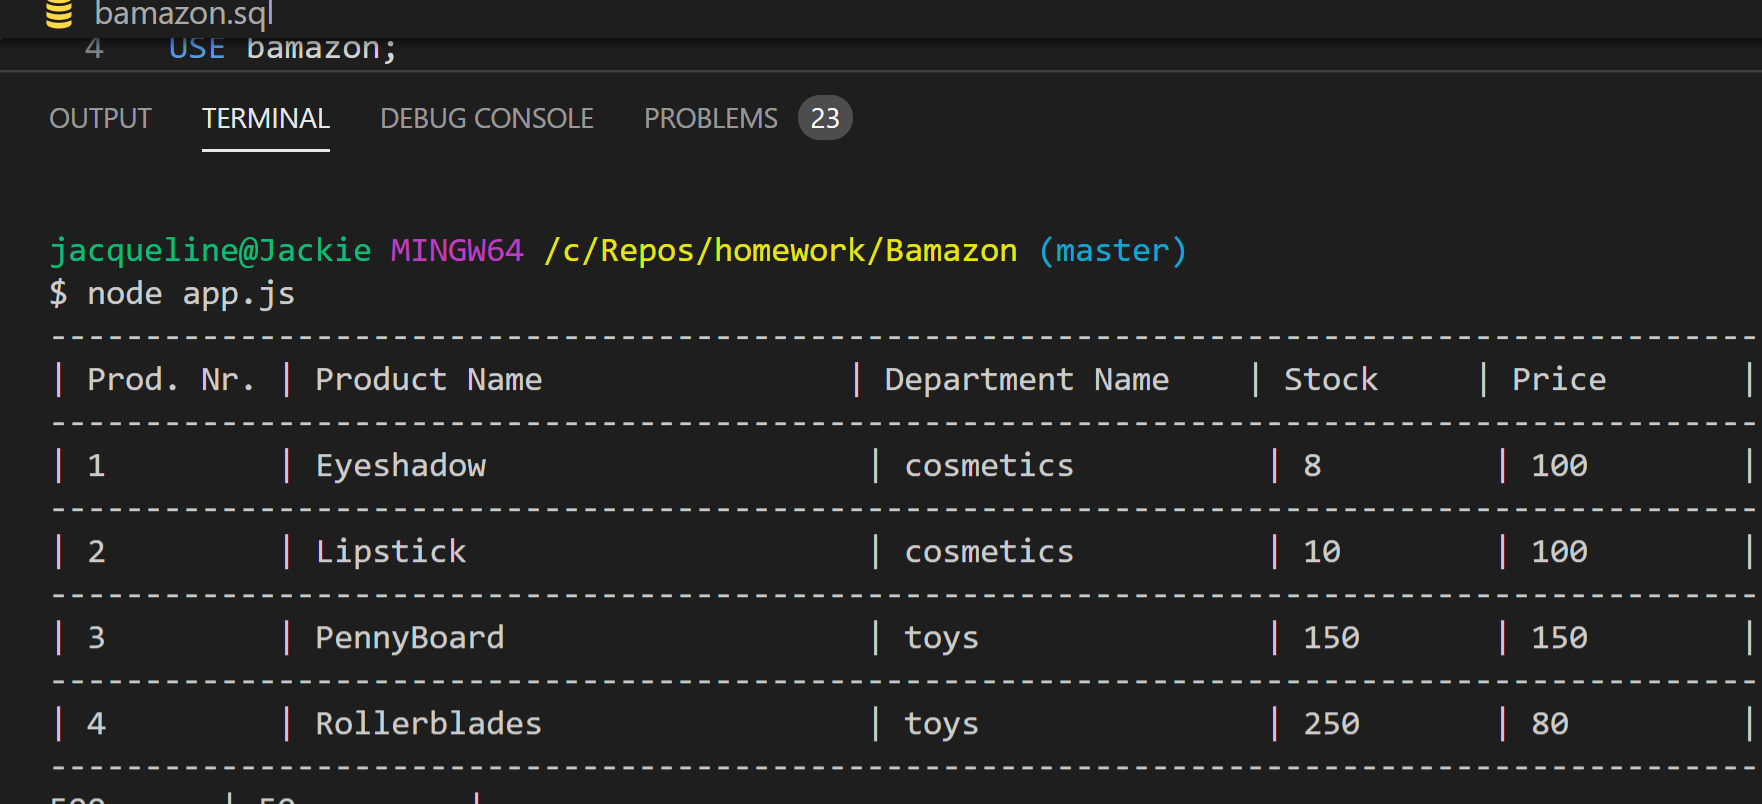 bamazon.sql
4 USE bamazon;
OUTPUT TERMINAL DEBUG CONSOLE PROBLEMS 23
jacqueline@Jackie MINGW64 /c/Repos/homework/Bamazon (master)
$ node app.js
-----------------------------------------------------------------------------------------
| Prod. Nr. | Product Name                | Department Name    | Stock     | Price       |
-----------------------------------------------------------------------------------------
| 1         | Eyeshadow                    | cosmetics          | 8         | 100        |
-----------------------------------------------------------------------------------------
| 2         | Lipstick                     | cosmetics          | 10        | 100        |
-----------------------------------------------------------------------------------------
| 3         | PennyBoard                   | toys               | 150       | 150        |
-----------------------------------------------------------------------------------------
| 4         | Rollerblades                 | toys               | 250       | 80         |
-----------------------------------------------------------------------------------------